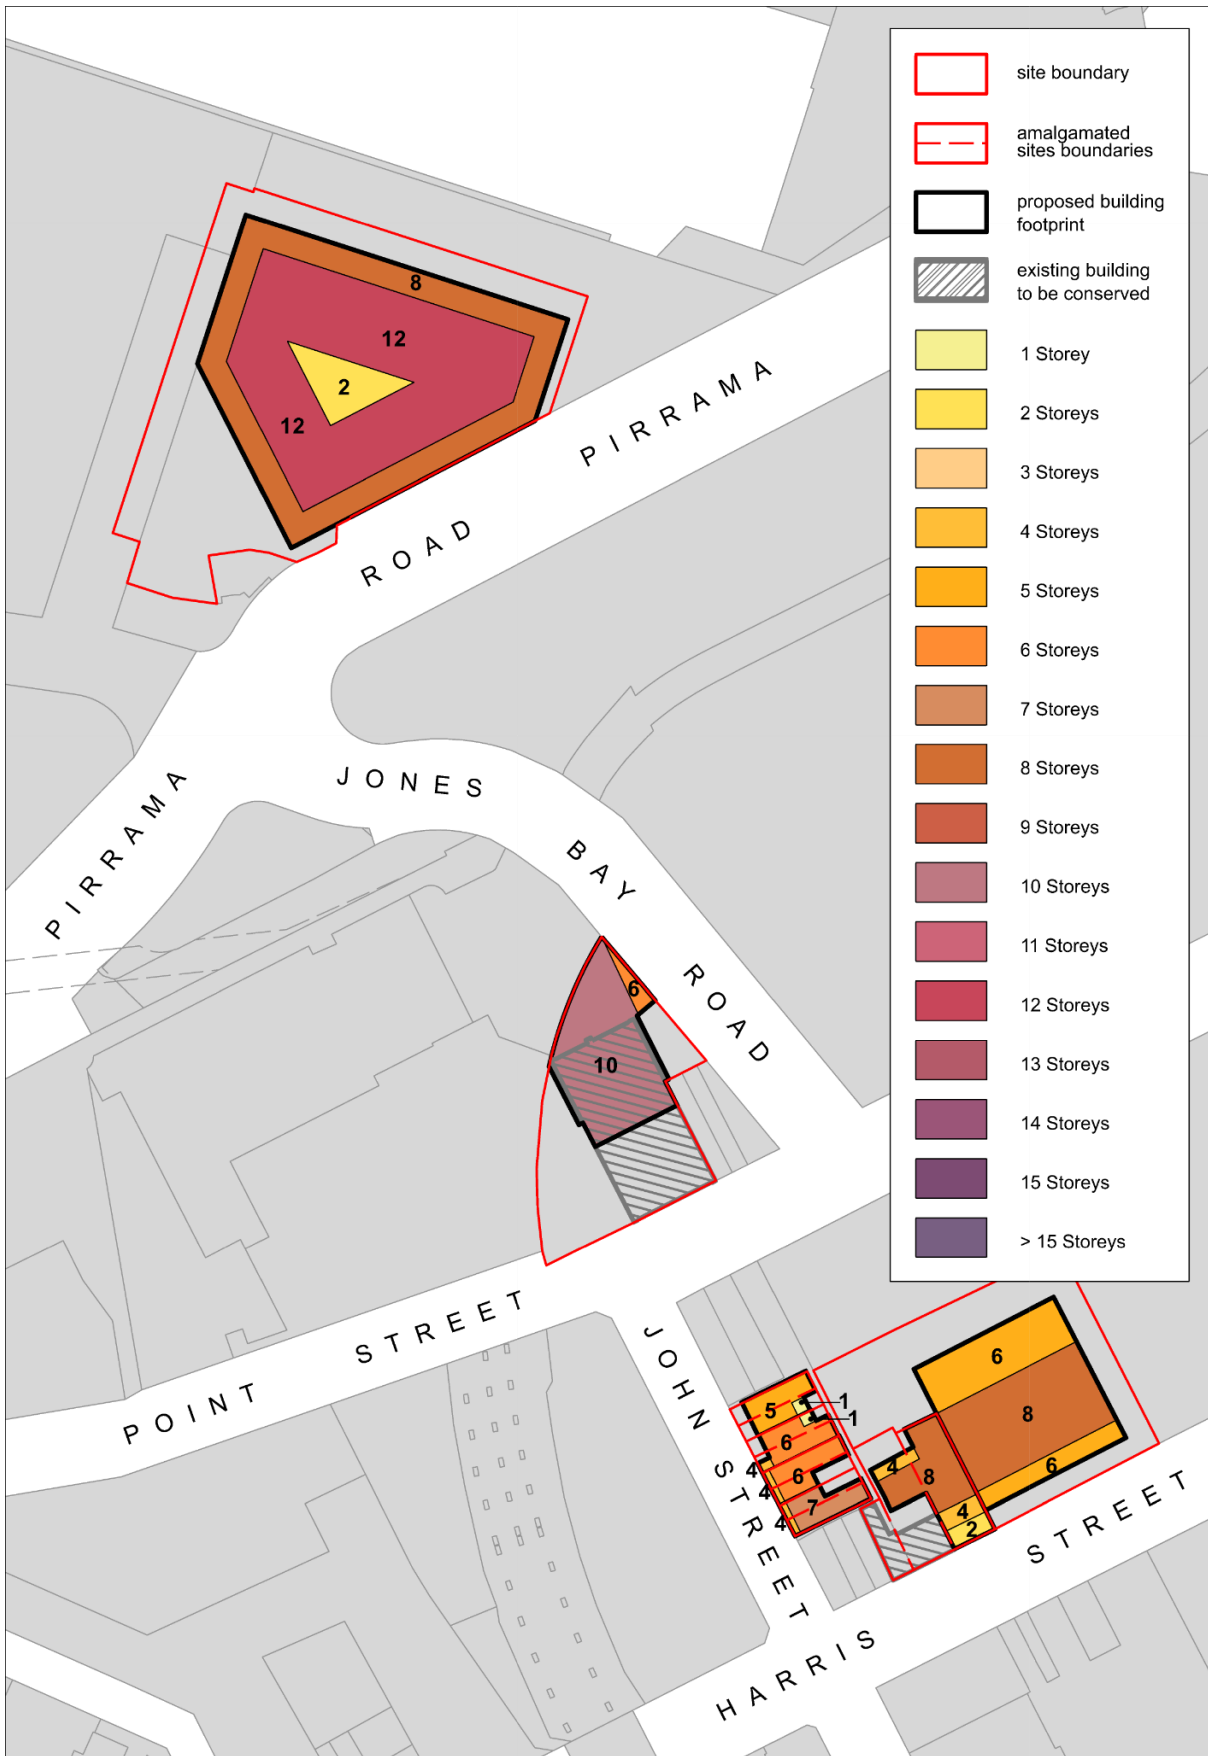 site boundary
amalgamated
sites boundaries
proposed building
footprint
existing building
to be conserved
1 Storey
2 Storeys
3 Storeys
4 Storeys
5 Storeys
6 Storeys
7 Storeys
8 Storeys
9 Storeys
10 Storeys
11 Storeys
12 Storeys
13 Storeys
14 Storeys
15 Storeys
> 15 Storeys
8
12
2
12
PIRRAMA
ROAD
PIRRAMA
JONES
BAY
ROAD
6
10
POINT
STREET
JOHN
STREET
5
1
1
6
4
6
4
7
4
6
8
6
4
8
4
2
HARRIS
STREET